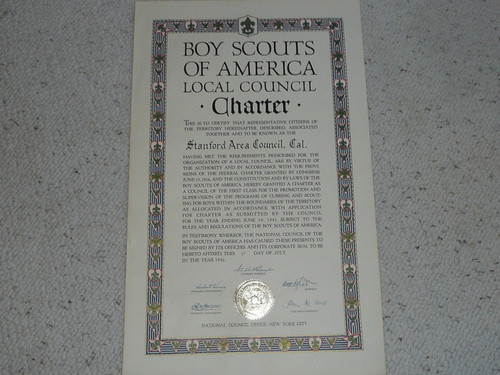 BOY SCOUTS
OF AMERICA
LOCAL COUNCIL
· Charter ·
THIS IS TO CERTIFY THAT REPRESENTATIVE CITIZENS OF
THE TERRITORY HEREINAFTER DESCRIBED, ASSOCIATED
TOGETHER AND TO BE KNOWN AS THE
Stanford Area Council, Cal.
HAVING MET THE REQUIREMENTS PRESCRIBED FOR THE
ORGANIZATION OF A LOCAL COUNCIL, ARE BY VIRTUE OF
THE AUTHORITY AND IN ACCORDANCE WITH THE PROVI-
SIONS OF THE FEDERAL CHARTER GRANTED BY CONGRESS
JUNE 15, 1916, AND THE CONSTITUTION AND BY-LAWS OF THE
BOY SCOUTS OF AMERICA, HEREBY GRANTED A CHARTER AS
A COUNCIL OF THE FIRST CLASS FOR THE PROMOTION AND
SUPERVISION OF THE PROGRAMS OF CUBBING AND SCOUT-
ING FOR BOYS WITHIN THE BOUNDARIES OF THE TERRITORY
AS ALLOCATED IN ACCORDANCE WITH APPLICATION
FOR CHARTER AS SUBMITTED BY THE COUNCIL
FOR THE YEAR ENDING JUNE 30, SUBJECT TO THE
RULES AND REGULATIONS OF THE BOY SCOUTS OF AMERICA.
IN TESTIMONY WHEREOF, THE NATIONAL COUNCIL OF THE
BOY SCOUTS OF AMERICA HAS CAUSED THESE PRESENTS TO
BE SIGNED BY ITS OFFICERS AND ITS CORPORATE SEAL TO BE
HERETO AFFIXED, THIS DAY OF JULY
IN THE YEAR
NATIONAL COUNCIL OFFICE, NEW YORK CITY